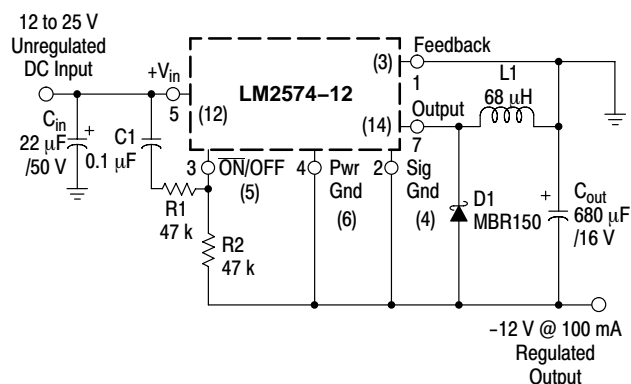 12 to 25 V
Unregulated
DC Input
+Vin
5
(12)
LM2574–12
(3)
Feedback
1
(14)
Output
7
L1
68 μH
Cin
22 μF
/50 V
+
C1
0.1 μF
3
ON/OFF
(5)
4
Pwr
Gnd
(6)
2
Sig
Gnd
(4)
R1
47 k
R2
47 k
D1
MBR150
+
Cout
680 μF
/16 V
–12 V @ 100 mA
Regulated
Output